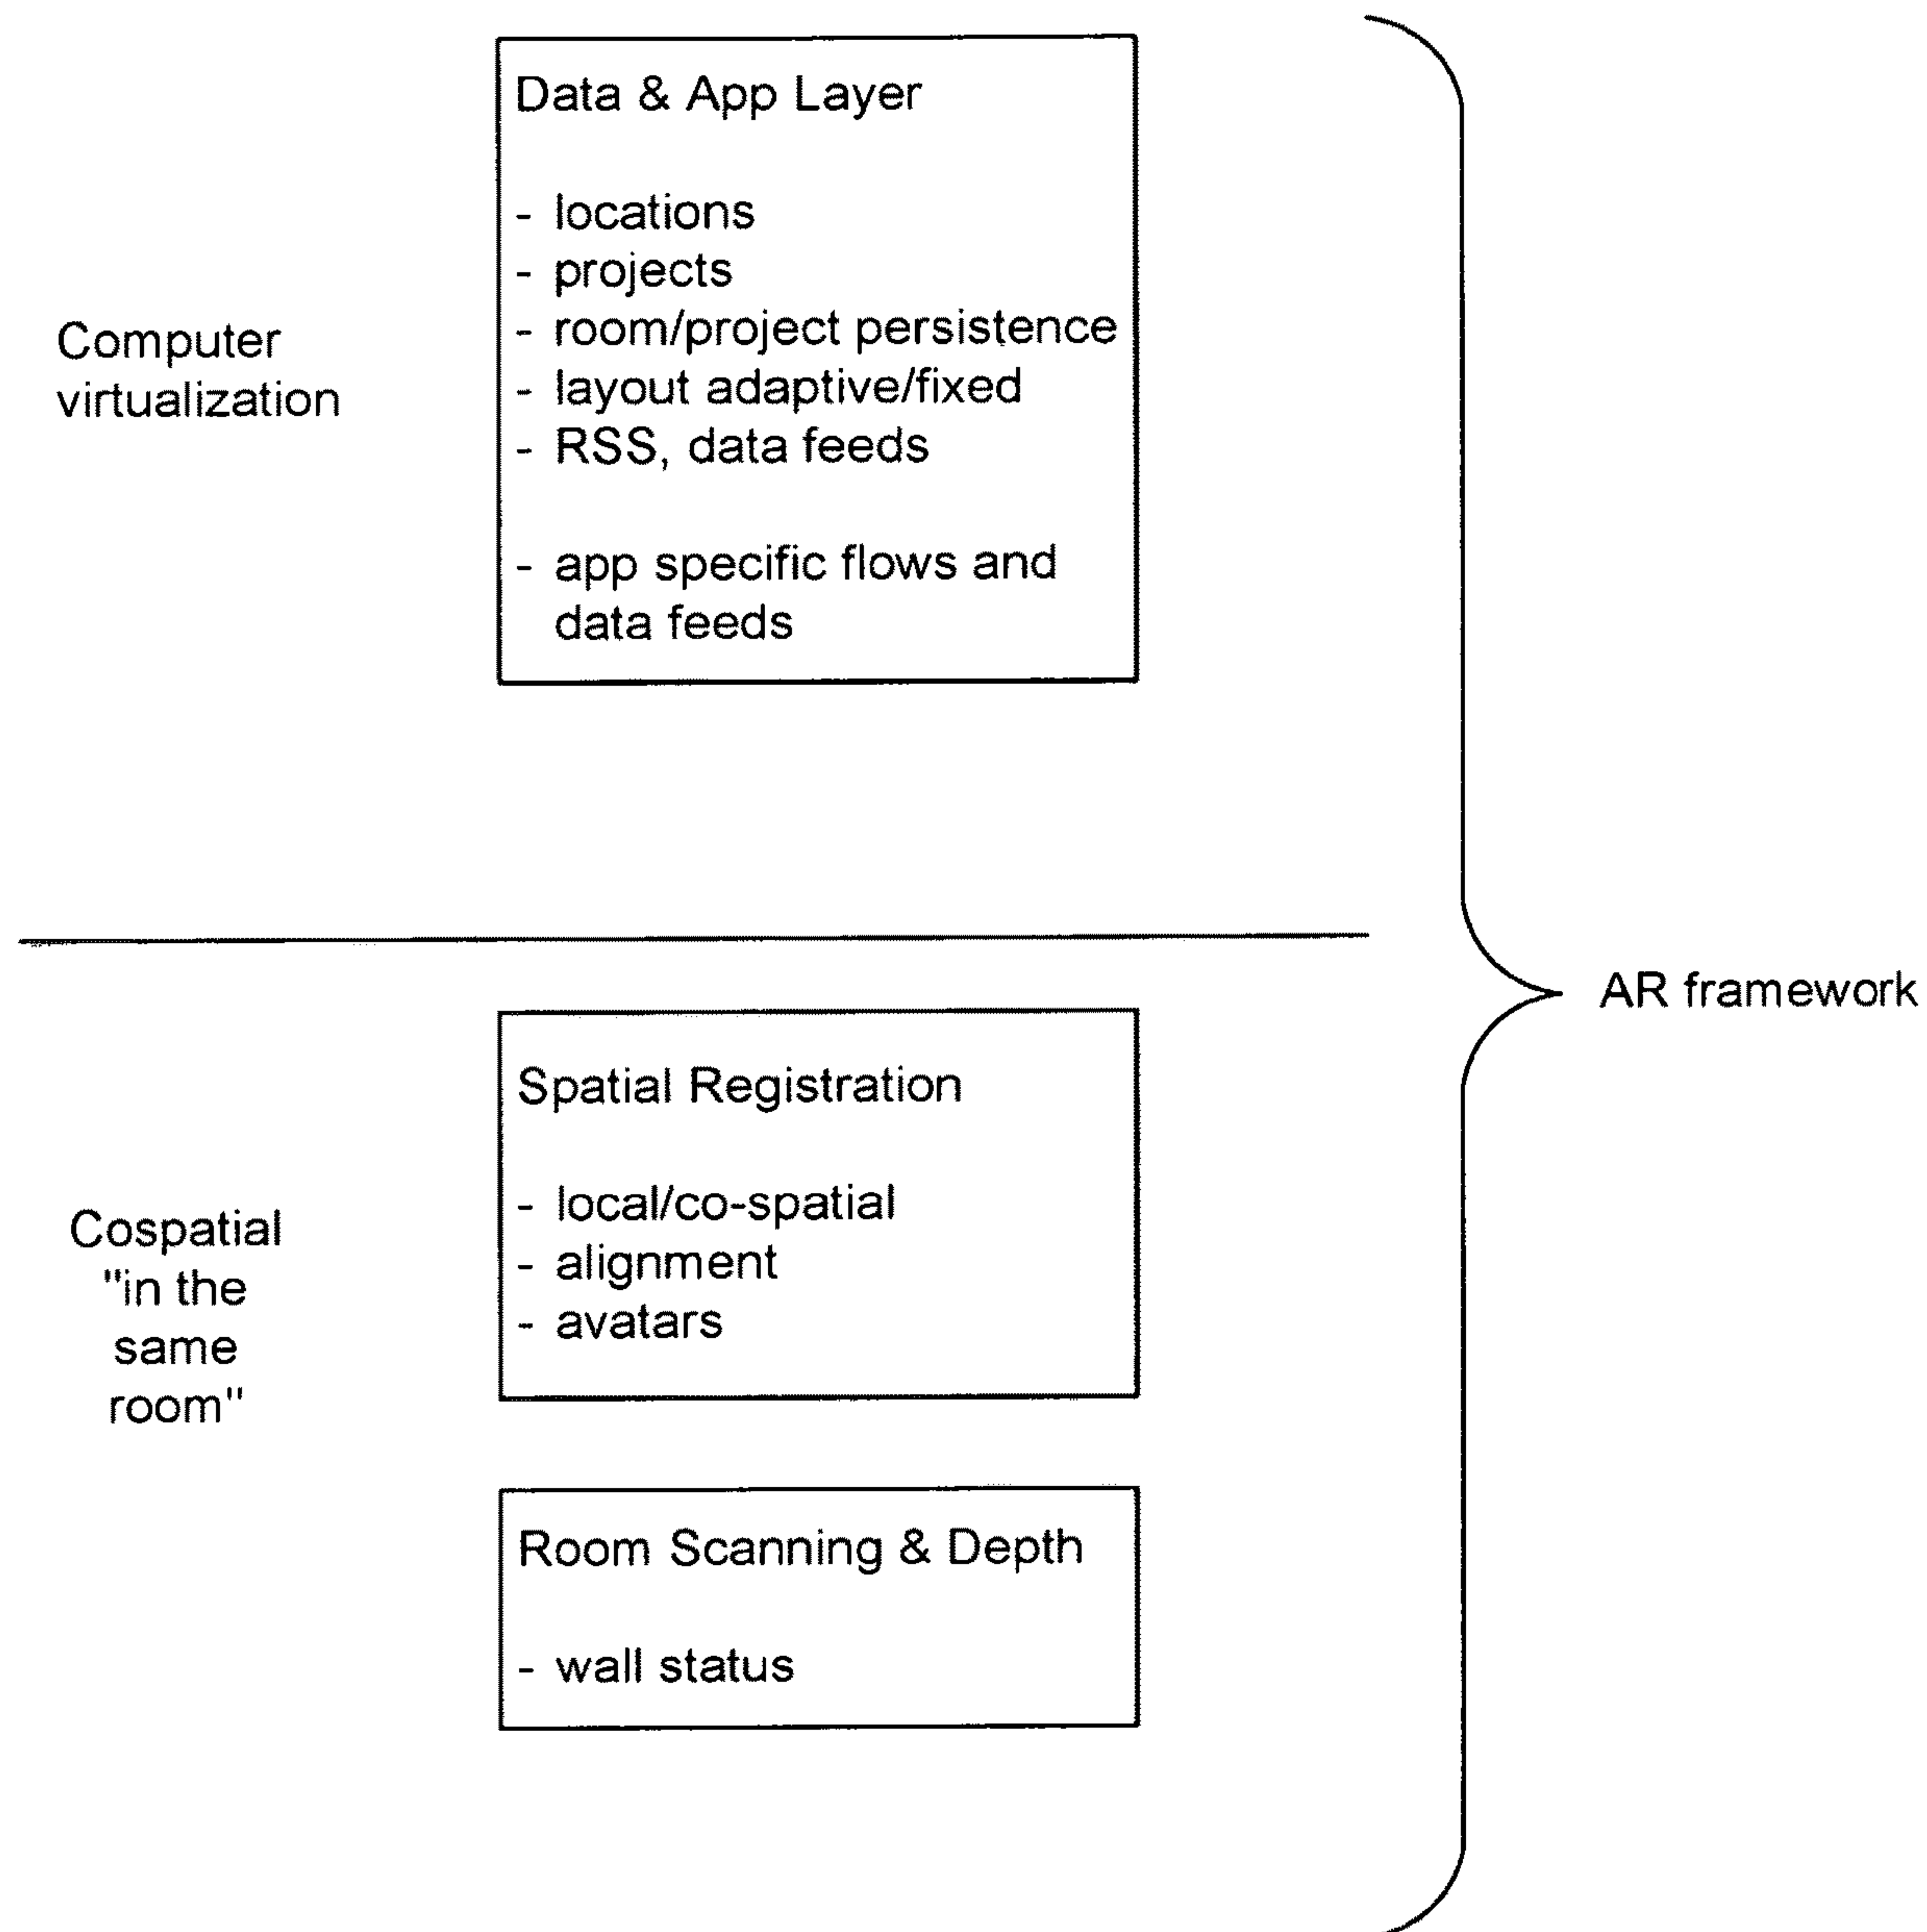 Data & App Layer
- locations
- projects
- room/project persistence
- layout adaptive/fixed
- RSS, data feeds
- app specific flows and
data feeds
Computer
virtualization
AR framework
Spatial Registration
- local/co-spatial
- alignment
- avatars
Cospatial
"in the
same
room"
Room Scanning & Depth
- wall status